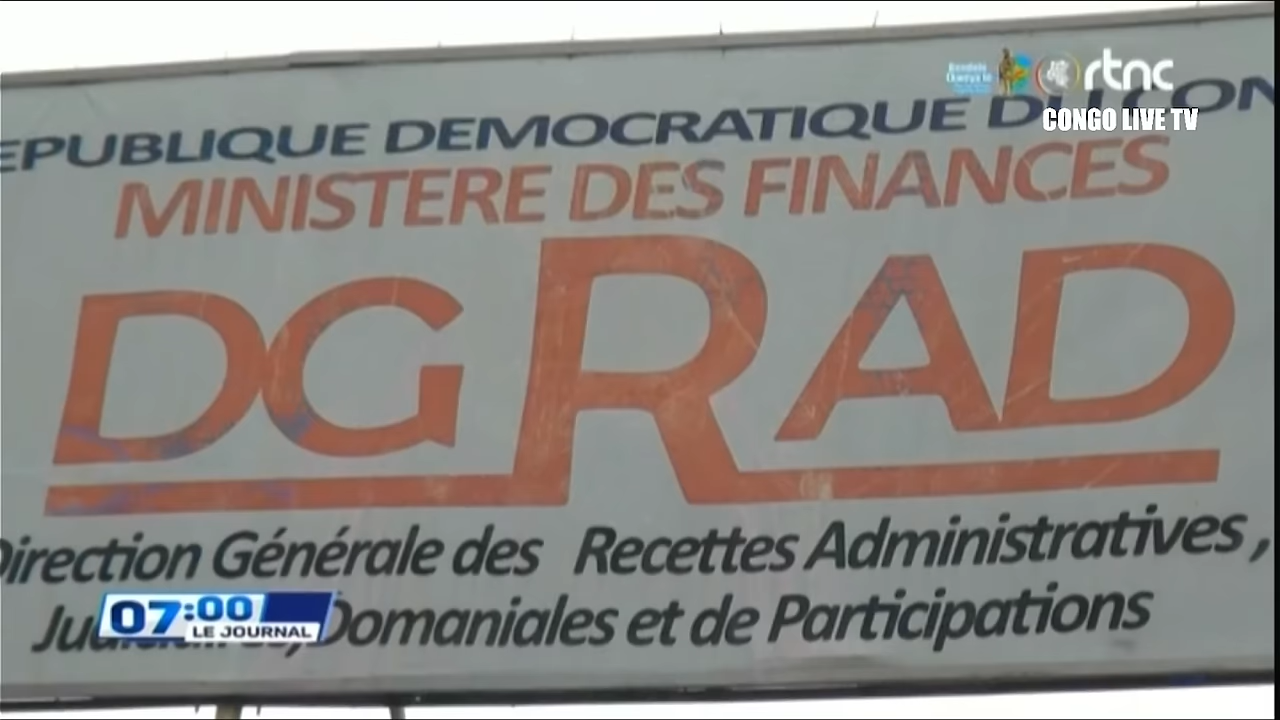 rtnc
CONGO LIVE TV
EPUBLIQUE DEMOCRATIQUE DU CON
MINISTERE DES FINANCES
DGRAD
Direction Générale des Recettes Administratives,
Domaniales et de Participations
07:00
LE JOURNAL